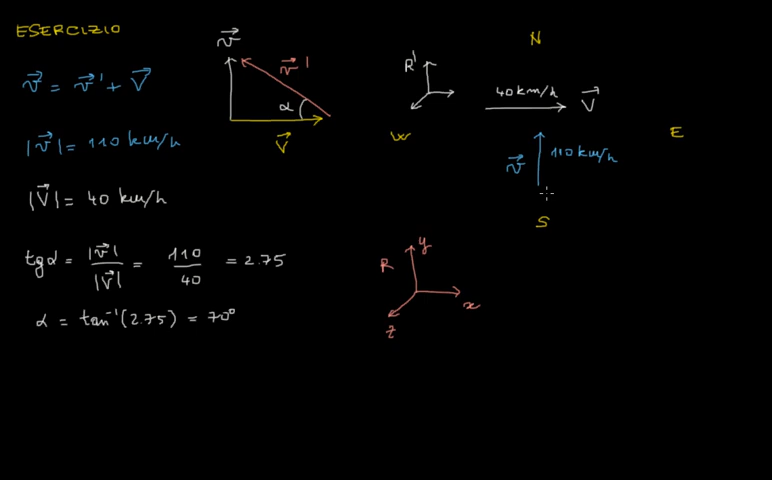 ESERCIZIO
v⃗ = v⃗' + V⃗
|v⃗| = 110 km/h
|V⃗| = 40 km/h
tgα = |v⃗| / |V⃗| = 110 / 40 = 2.75
α = tan⁻¹(2.75) = 70°
v⃗
v⃗'
α
V⃗
R'
N
40 km/h
V⃗
W
E
v⃗
110 km/h
S
R
y
x
z